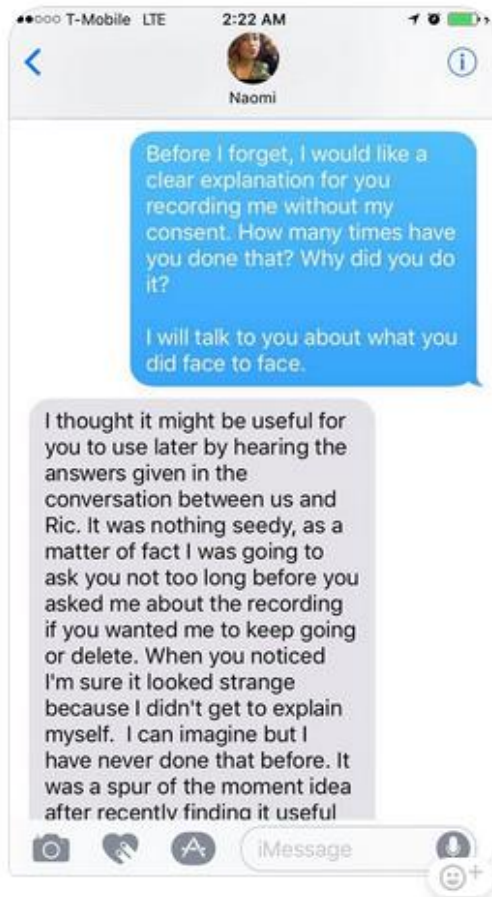 T-Mobile LTE 2:22 AM
Naomi
Before I forget, I would like a
clear explanation for you
recording me without my
consent. How many times have
you done that? Why did you do
it?
I will talk to you about what you
did face to face.
I thought it might be useful for
you to use later by hearing the
answers given in the
conversation between us and
Ric. It was nothing seedy, as a
matter of fact I was going to
ask you not too long before you
asked me about the recording
if you wanted me to keep going
or delete. When you noticed
I'm sure it looked strange
because I didn't get to explain
myself.  I can imagine but I
have never done that before. It
was a spur of the moment idea
after recently finding it useful
iMessage